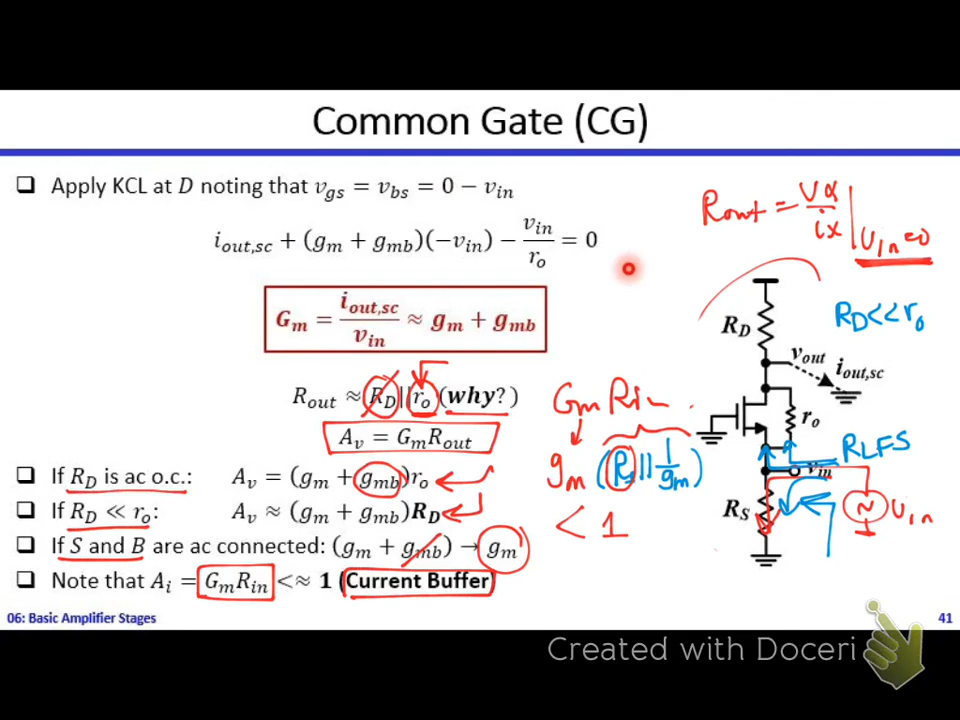 Common Gate (CG)
❑ Apply KCL at D noting that v_gs = v_bs = 0 − v_in
i_out,sc + (g_m + g_mb)(−v_in) − v_in/r_o = 0
G_m = i_out,sc/v_in ≈ g_m + g_mb
R_out ≈ R_D||r_o (why?)
A_v = G_m R_out
❑ If R_D is ac o.c.: A_v = (g_m + g_mb)r_o
❑ If R_D ≪ r_o: A_v ≈ (g_m + g_mb)R_D
❑ If S and B are ac connected: (g_m + g_mb) → g_m
❑ Note that A_i = G_m R_in <≈ 1 (Current Buffer)
Rout = Vx/ix | Vin=0
RD<<ro
R_D
v_out
i_out,sc
r_o
RLFS
v_in
R_S
Vin
Gm Rin
gm (Rs || 1/gm)
< 1
06: Basic Amplifier Stages
41
Created with Doceri